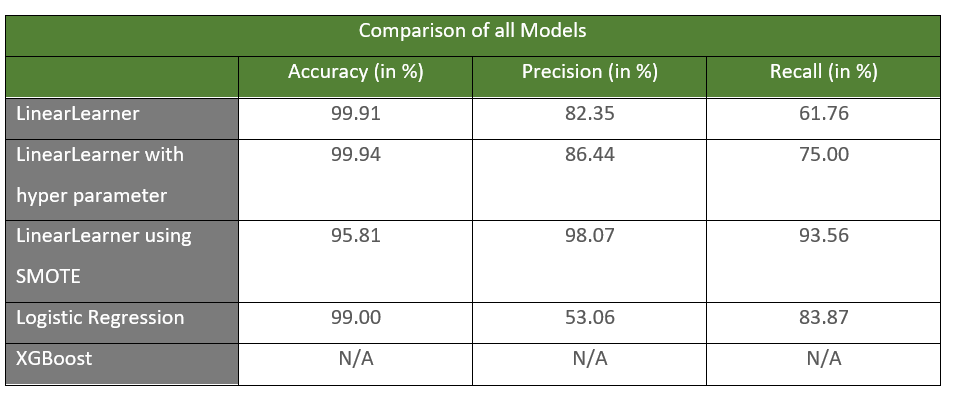 Comparison of all Models
Accuracy (in %) Precision (in %) Recall (in %)
LinearLearner 99.91 82.35 61.76
LinearLearner with 99.94 86.44 75.00
hyper parameter
LinearLearner using 95.81 98.07 93.56
SMOTE
Logistic Regression 99.00 53.06 83.87
XGBoost N/A N/A N/A